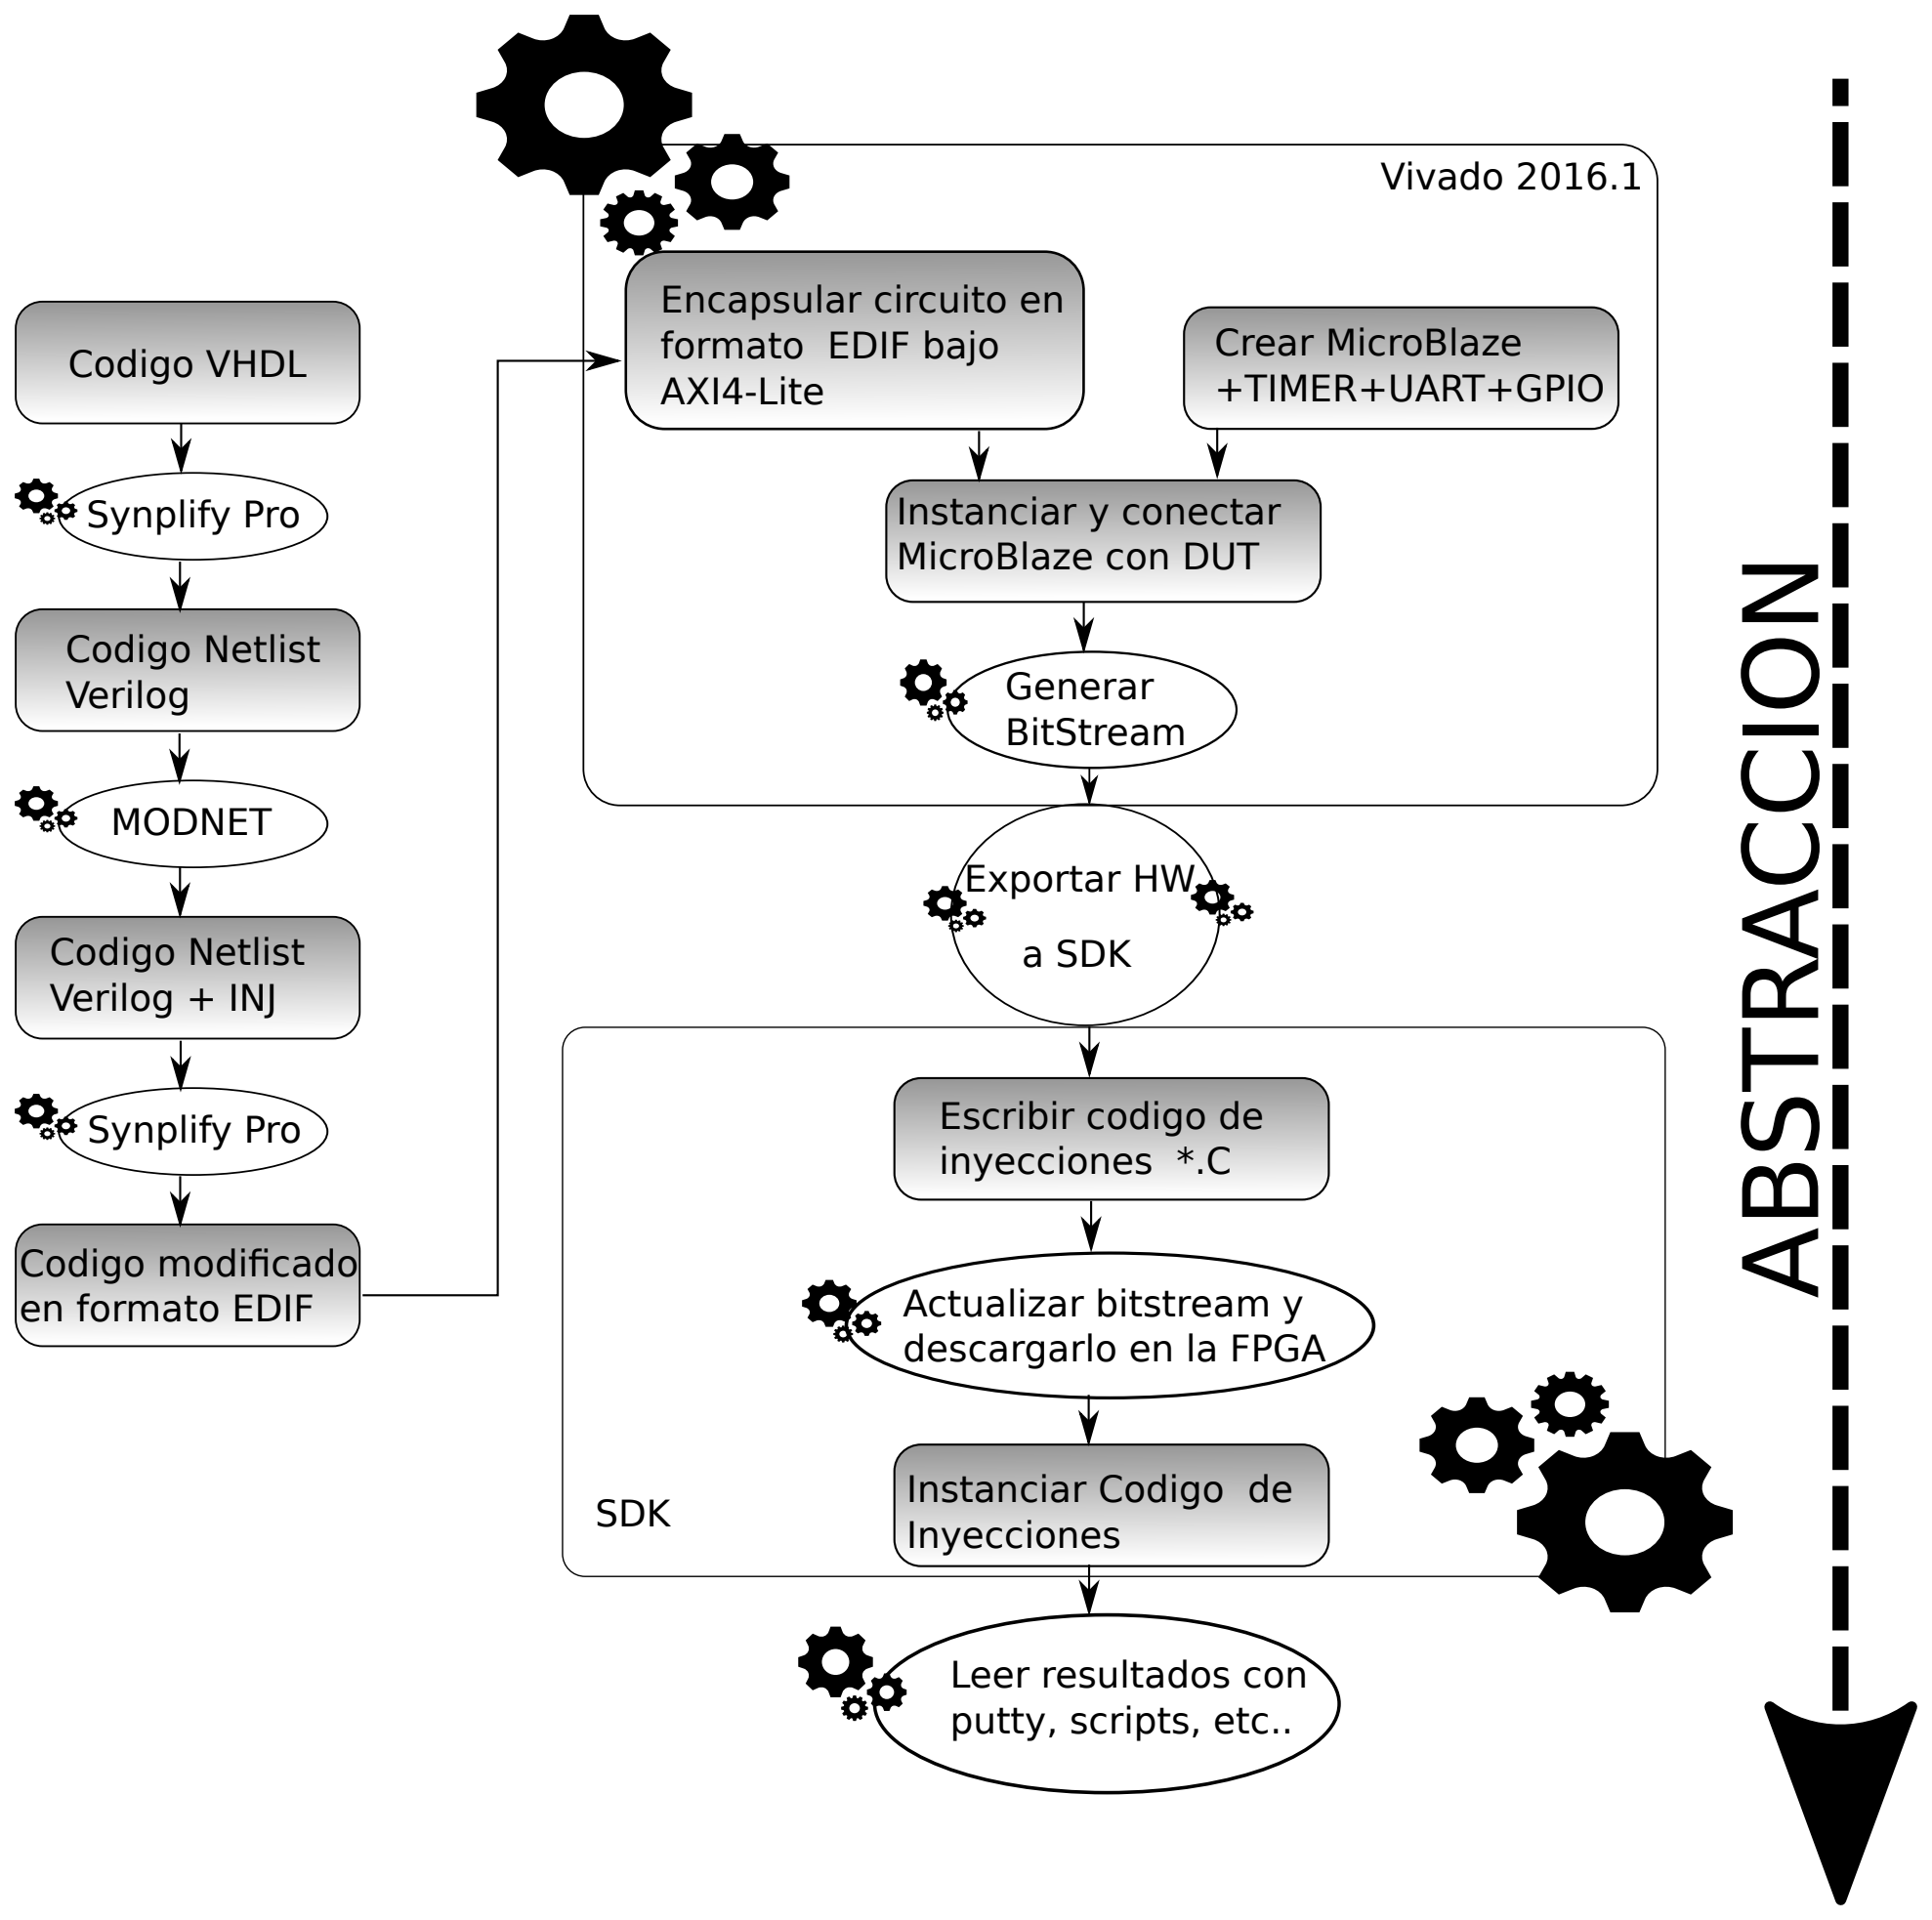 Codigo VHDL
Synplify Pro
Codigo Netlist
Verilog
MODNET
Codigo Netlist
Verilog + INJ
Synplify Pro
Codigo modificado
en formato EDIF
Vivado 2016.1
Encapsular circuito en
formato EDIF bajo
AXI4-Lite
Crear MicroBlaze
+TIMER+UART+GPIO
Instanciar y conectar
MicroBlaze con DUT
Generar
BitStream
Exportar HW
a SDK
Escribir codigo de
inyecciones *.C
Actualizar bitstream y
descargarlo en la FPGA
Instanciar Codigo de
Inyecciones
SDK
Leer resultados con
putty, scripts, etc..
ABSTRACCION